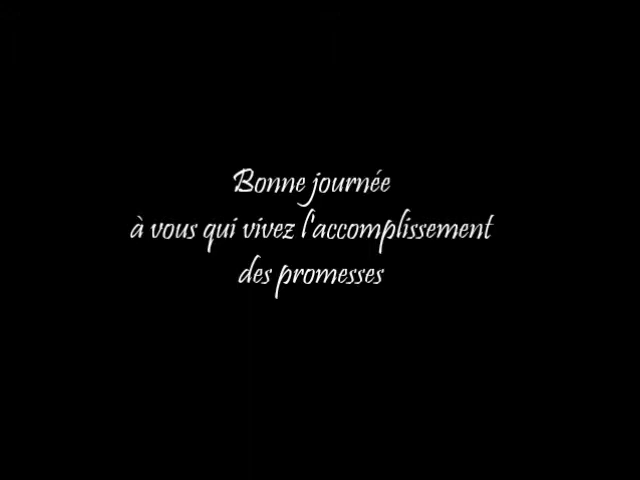 Bonne journée
à vous qui vivez l'accomplissement
des promesses